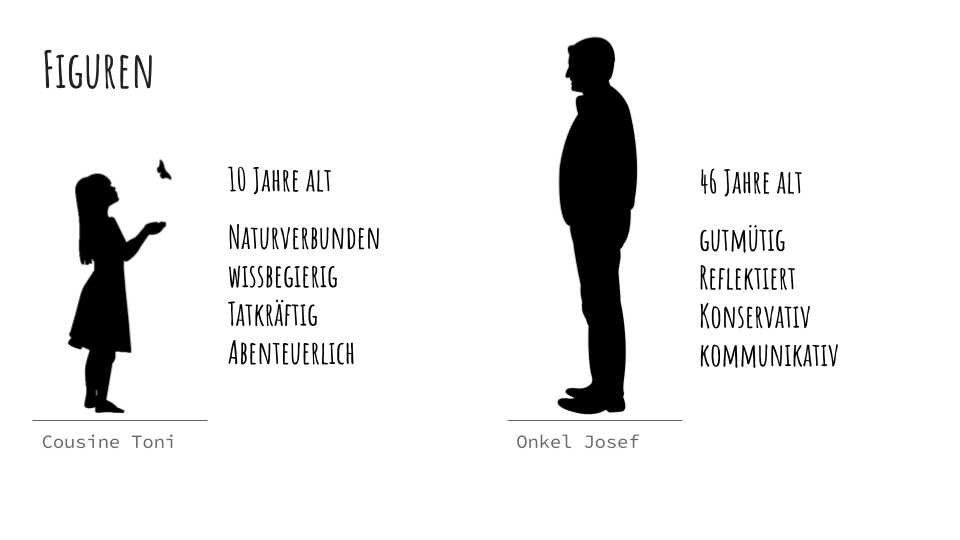 Figuren
10 Jahre alt
Naturverbunden
wissbegierig
Tatkräftig
Abenteuerlich
Cousine Toni
46 Jahre alt
gutmütig
Reflektiert
Konservativ
kommunikativ
Onkel Josef